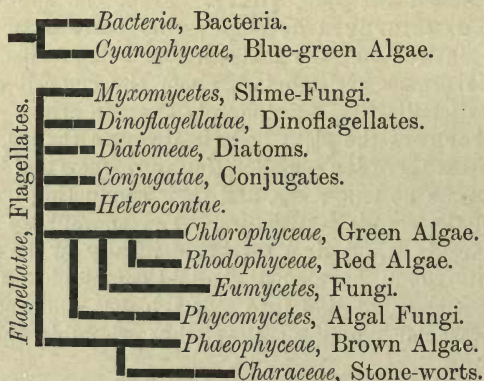 Bacteria, Bacteria.
Cyanophyceae, Blue-green Algae.
Flagellatae, Flagellates.
Myxomycetes, Slime-Fungi.
Dinoflagellatae, Dinoflagellates.
Diatomeae, Diatoms.
Conjugatae, Conjugates.
Heterocontae.
Chlorophyceae, Green Algae.
Rhodophyceae, Red Algae.
Eumycetes, Fungi.
Phycomycetes, Algal Fungi.
Phaeophyceae, Brown Algae.
Characeae, Stone-worts.